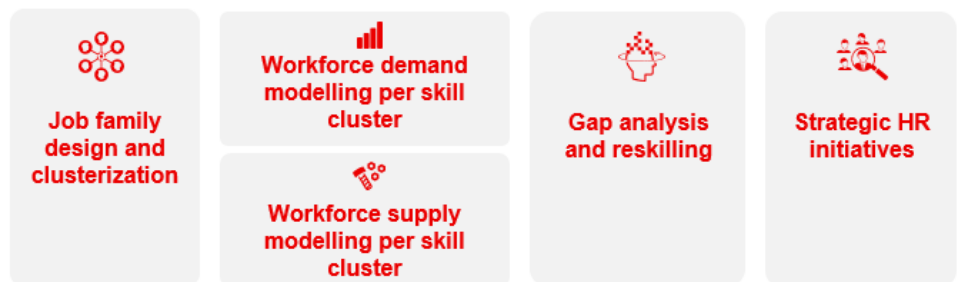 Job family
design and
clusterization
Workforce demand
modelling per skill
cluster
Workforce supply
modelling per skill
cluster
Gap analysis
and reskilling
Strategic HR
initiatives